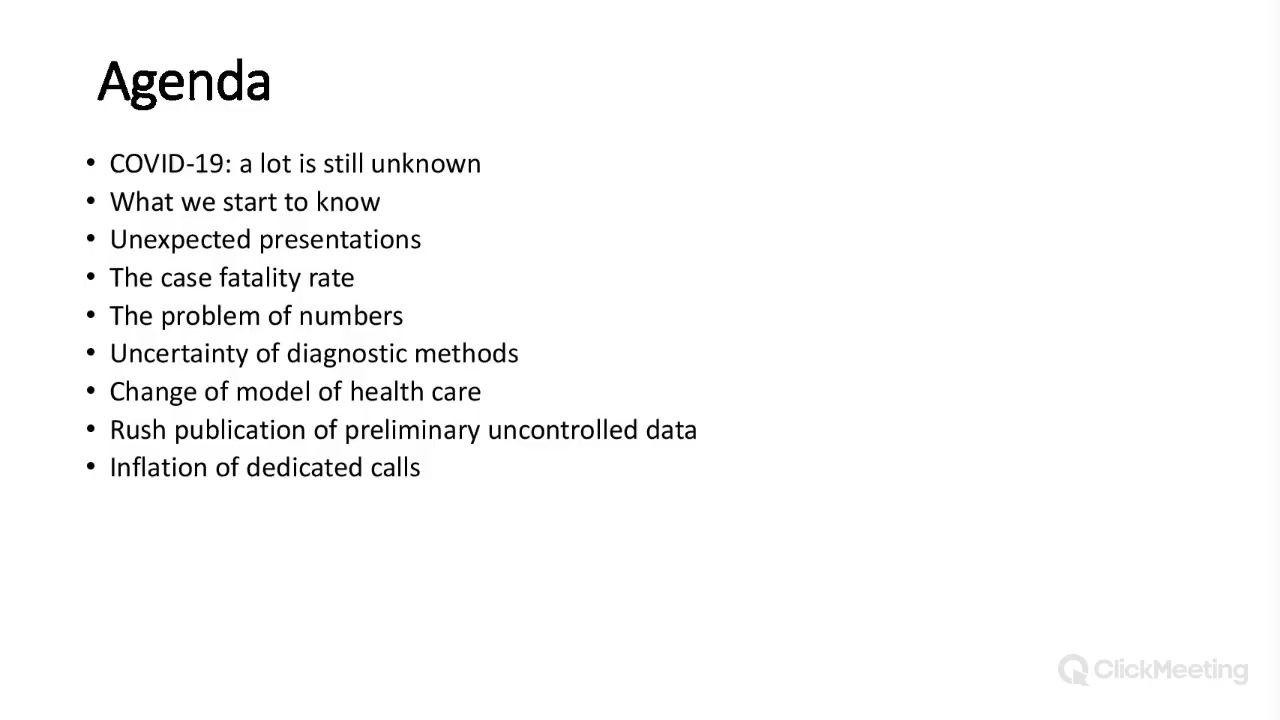 Agenda
• COVID-19: a lot is still unknown
• What we start to know
• Unexpected presentations
• The case fatality rate
• The problem of numbers
• Uncertainty of diagnostic methods
• Change of model of health care
• Rush publication of preliminary uncontrolled data
• Inflation of dedicated calls
ClickMeeting